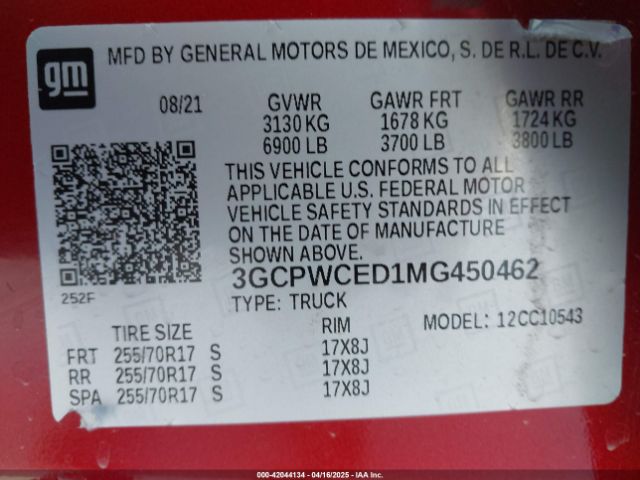 gm
MFD BY GENERAL MOTORS DE MEXICO, S. DE R.L. DE C.V.
08/21 GVWR GAWR FRT GAWR RR
3130 KG 1678 KG 1724 KG
6900 LB 3700 LB 3800 LB
THIS VEHICLE CONFORMS TO ALL
APPLICABLE U.S. FEDERAL MOTOR
VEHICLE SAFETY STANDARDS IN EFFECT
ON THE DATE OF MANUFACTURE
SHOWN ABOVE.
252F
3GCPWCED1MG450462
TYPE: TRUCK
MODEL: 12CC10543
TIRE SIZE RIM
FRT 255/70R17 S 17X8J
RR 255/70R17 S 17X8J
SPA 255/70R17 S 17X8J
000-42044134 - 04/16/2025 - IAA Inc.